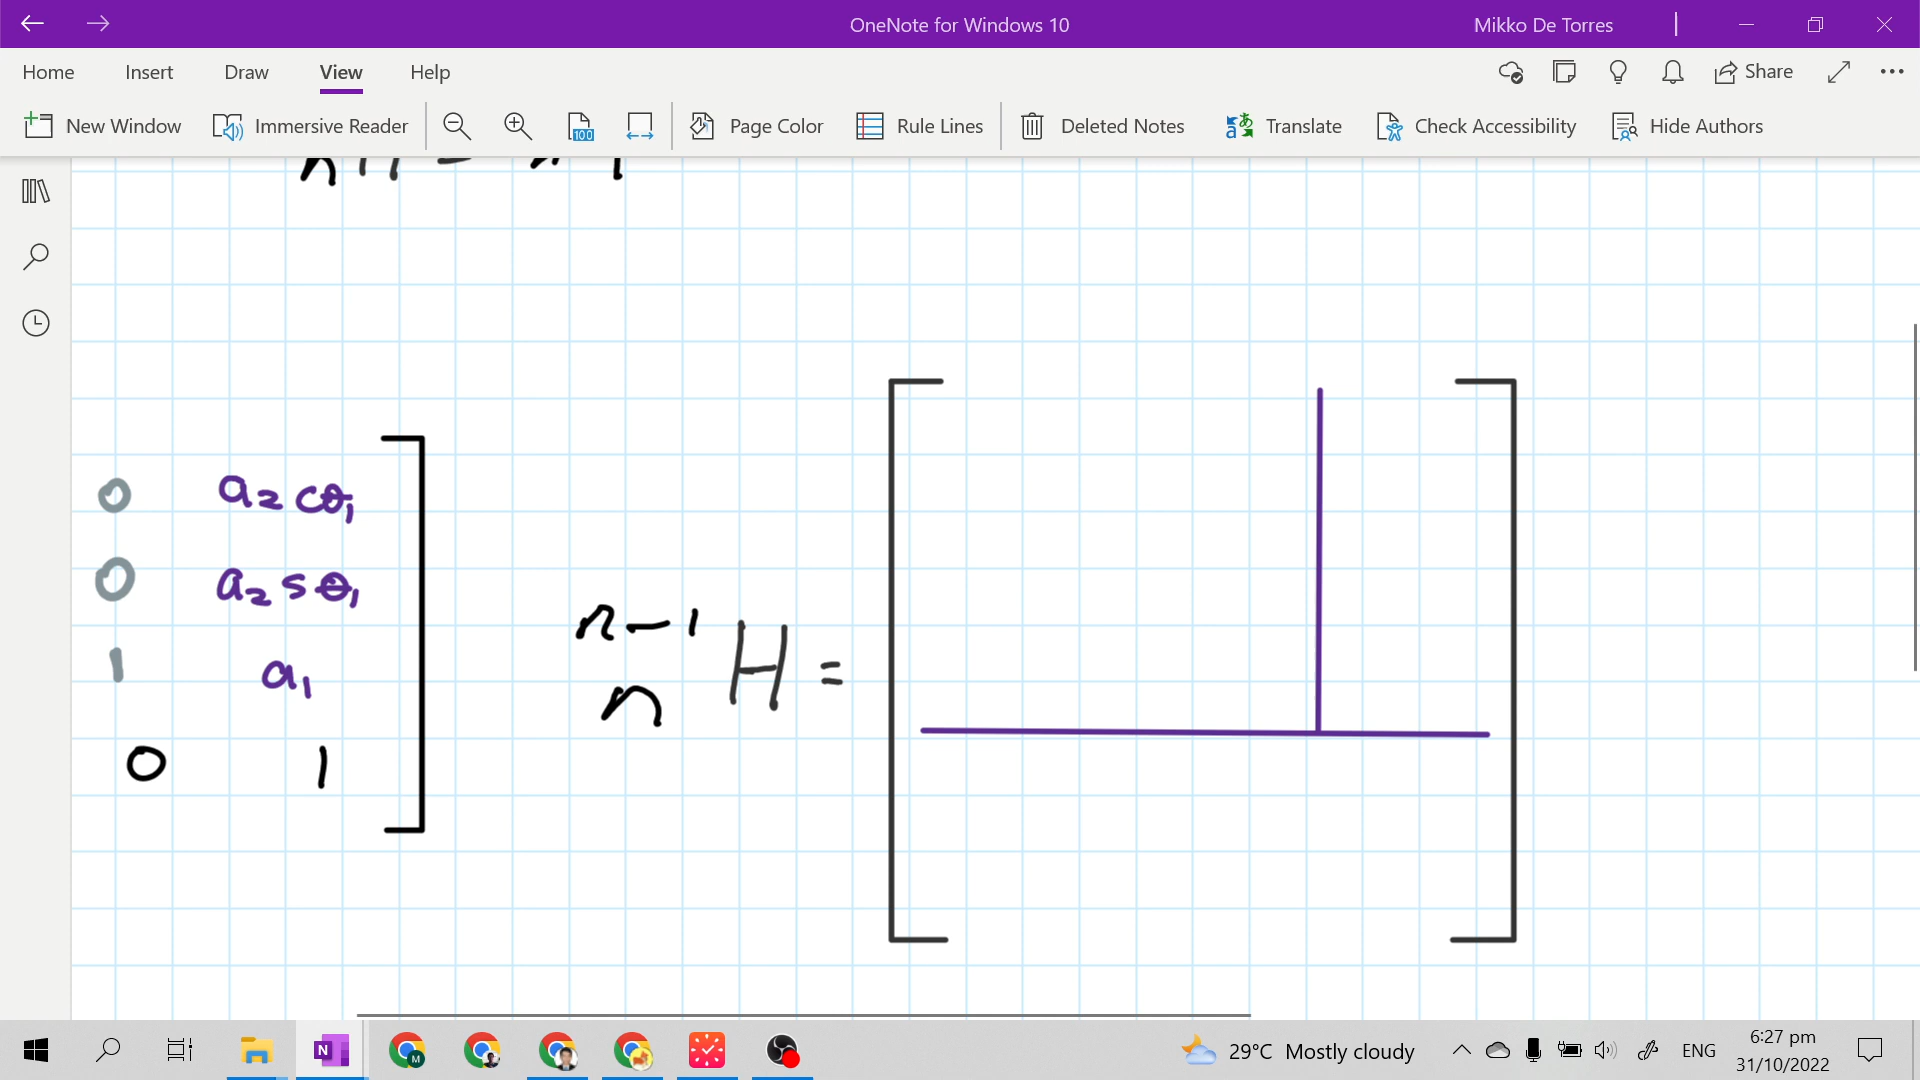 OneNote for Windows 10
Mikko De Torres
Home Insert Draw View Help
Share
New Window Immersive Reader 100 Page Color Rule Lines Deleted Notes Translate Check Accessibility Hide Authors
0 a₂cθ₁
0 a₂sθ₁
1 a₁
0 1
n-1
n H =
N
M
29°C Mostly cloudy
ENG
6:27 pm
31/10/2022